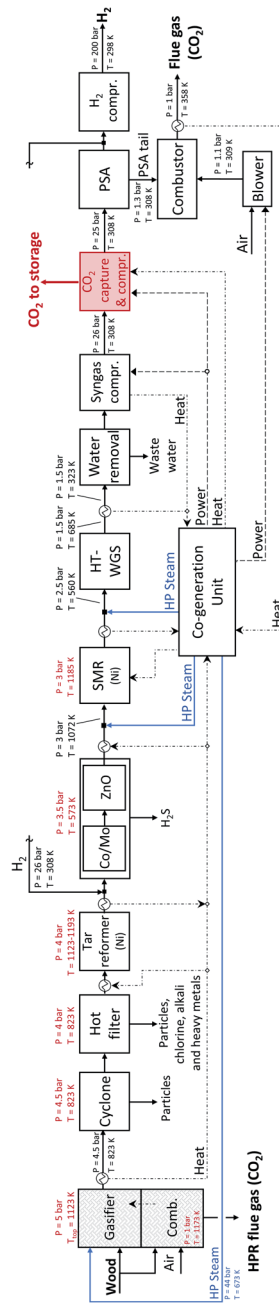 P = 5 bar
T_top = 1123 K
Gasifier
Comb.
P = 1 bar
T = 1173 K
Wood
Air
HP Steam
P = 44 bar
T = 673 K
HPR flue gas (CO₂)
P = 4.5 bar
T = 823 K
Heat
P = 4.5 bar
T = 823 K
Cyclone
Particles
P = 4 bar
T = 823 K
Hot
filter
Particles,
chlorine, alkali
and heavy metals
P = 4 bar
T = 1123-1193 K
Tar
reformer
(Ni)
H₂
P = 26 bar
T = 308 K
P = 3.5 bar
T = 573 K
Co/Mo
ZnO
H₂S
P = 3 bar
T = 1072 K
HP Steam
P = 3 bar
T = 1185 K
SMR
(Ni)
P = 2.5 bar
T = 560 K
HP Steam
HT-
WGS
P = 1.5 bar
T = 685 K
P = 1.5 bar
T = 323 K
Water
removal
Waste
water
Syngas
compr.
Heat
P = 26 bar
T = 308 K
CO₂ to storage
CO₂
capture
& compr.
P = 25 bar
T = 308 K
PSA
P = 1.3 bar
T = 308 K
PSA tail
H₂
compr.
P = 200 bar
T = 298 K
H₂
Co-generation
Unit
Power
Heat
Power
Heat
Combustor
P = 1 bar
T = 358 K
Flue gas
(CO₂)
P = 1.1 bar
T = 309 K
Blower
Air